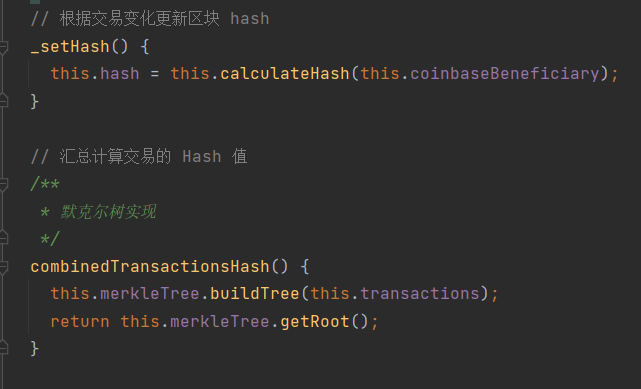 // 根据交易变化更新区块 hash
_setHash() {
this.hash = this.calculateHash(this.coinbaseBeneficiary);
}
// 汇总计算交易的 Hash 值
/**
* 默克尔树实现
*/
combinedTransactionsHash() {
this.merkleTree.buildTree(this.transactions);
return this.merkleTree.getRoot();
}